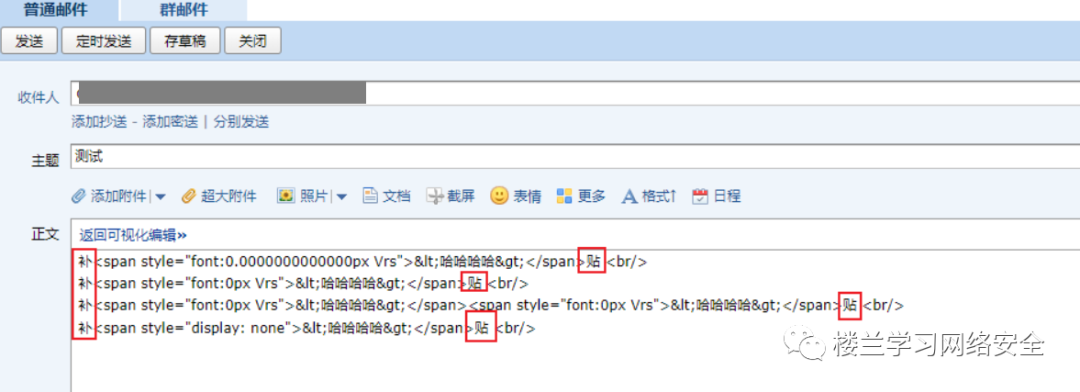 普通邮件 群邮件
发送 定时发送 存草稿 关闭
收件人
添加抄送 - 添加密送 | 分别发送
主题 测试
添加附件 | 超大附件 照片 | 文档 截屏 表情 更多 格式↑ 日程
正文 返回可视化编辑»
补<span style="font:0.0000000000000px Vrs">&lt;哈哈哈哈&gt;</span>贴<br/>
补<span style="font:0px Vrs">&lt;哈哈哈哈&gt;</span>贴<br/>
补<span style="font:0px Vrs">&lt;哈哈哈哈&gt;</span><span style="font:0px Vrs">&lt;哈哈哈哈&gt;</span>贴<br/>
补<span style="display: none">&lt;哈哈哈哈&gt;</span>贴<br/>
楼兰学习网络安全